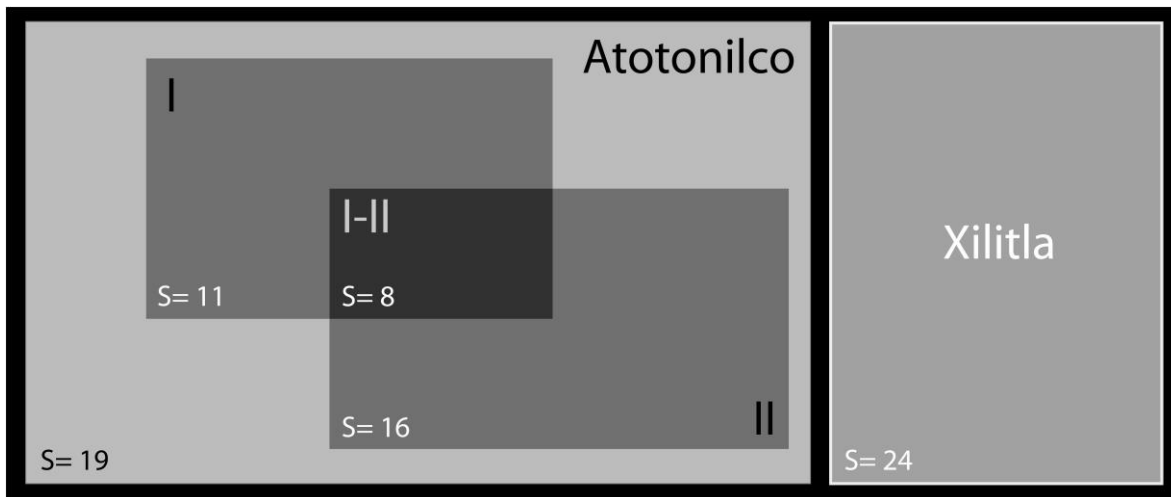 Atotonilco
I
I-II
S= 11
S= 8
S= 16
II
S= 19
Xilitla
S= 24